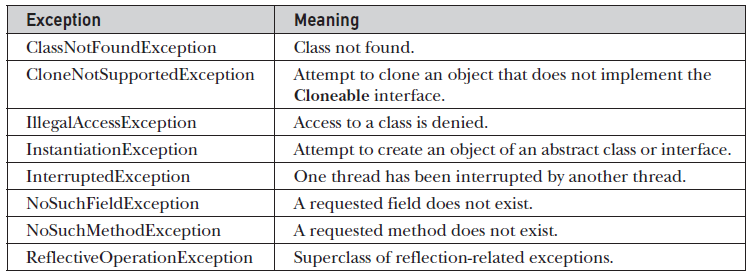 Exception Meaning
ClassNotFoundException Class not found.
CloneNotSupportedException Attempt to clone an object that does not implement the
Cloneable interface.
IllegalAccessException Access to a class is denied.
InstantiationException Attempt to create an object of an abstract class or interface.
InterruptedException One thread has been interrupted by another thread.
NoSuchFieldException A requested field does not exist.
NoSuchMethodException A requested method does not exist.
ReflectiveOperationException Superclass of reflection-related exceptions.